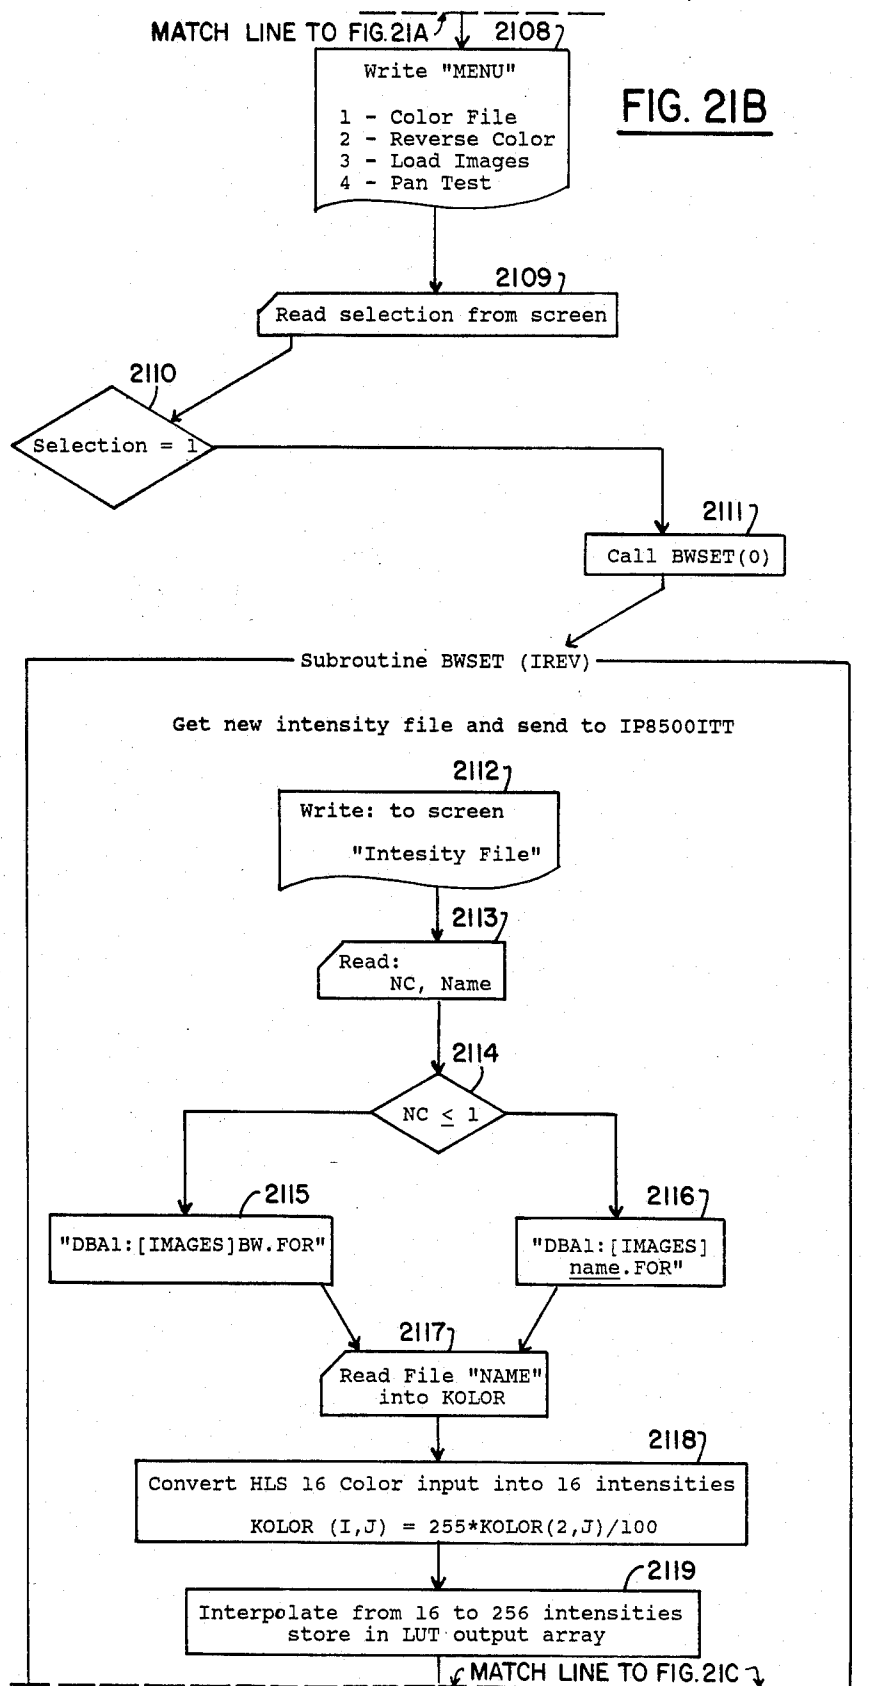 MATCH LINE TO FIG.21A
2108
Write "MENU"
1 - Color File
2 - Reverse Color
3 - Load Images
4 - Pan Test
FIG. 21B
2109
Read selection from screen
2110
Selection = 1
2111
Call BWSET(0)
Subroutine BWSET (IREV)
Get new intensity file and send to IP8500ITT
2112
Write: to screen
"Intesity File"
2113
Read:
NC, Name
2114
NC ≤ 1
2115
"DBA1:[IMAGES]BW.FOR"
2116
"DBA1:[IMAGES]
name.FOR"
2117
Read File "NAME"
into KOLOR
2118
Convert HLS 16 Color input into 16 intensities
KOLOR (I,J) = 255*KOLOR(2,J)/100
2119
Interpolate from 16 to 256 intensities
store in LUT output array
MATCH LINE TO FIG.21C